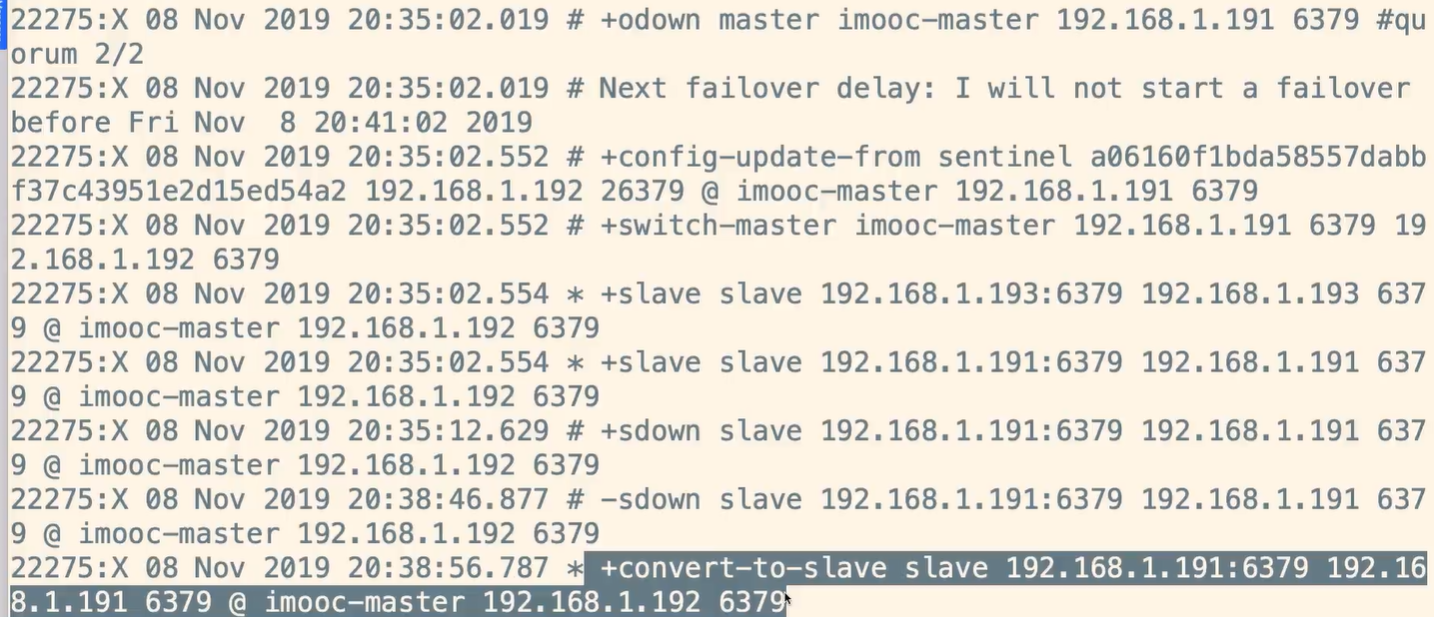 22275:X 08 Nov 2019 20:35:02.019 # +odown master imooc-master 192.168.1.191 6379 #qu
orum 2/2
22275:X 08 Nov 2019 20:35:02.019 # Next failover delay: I will not start a failover
before Fri Nov  8 20:41:02 2019
22275:X 08 Nov 2019 20:35:02.552 # +config-update-from sentinel a06160f1bda58557dabb
f37c43951e2d15ed54a2 192.168.1.192 26379 @ imooc-master 192.168.1.191 6379
22275:X 08 Nov 2019 20:35:02.552 # +switch-master imooc-master 192.168.1.191 6379 19
2.168.1.192 6379
22275:X 08 Nov 2019 20:35:02.554 * +slave slave 192.168.1.193:6379 192.168.1.193 637
9 @ imooc-master 192.168.1.192 6379
22275:X 08 Nov 2019 20:35:02.554 * +slave slave 192.168.1.191:6379 192.168.1.191 637
9 @ imooc-master 192.168.1.192 6379
22275:X 08 Nov 2019 20:35:12.629 # +sdown slave 192.168.1.191:6379 192.168.1.191 637
9 @ imooc-master 192.168.1.192 6379
22275:X 08 Nov 2019 20:38:46.877 # -sdown slave 192.168.1.191:6379 192.168.1.191 637
9 @ imooc-master 192.168.1.192 6379
22275:X 08 Nov 2019 20:38:56.787 * +convert-to-slave slave 192.168.1.191:6379 192.16
8.1.191 6379 @ imooc-master 192.168.1.192 6379